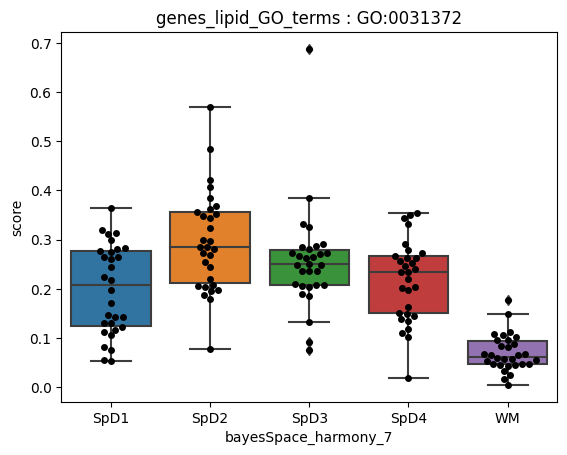 genes_lipid_GO_terms : GO:0031372
0.7
0.6
0.5
0.4
0.3
0.2
0.1
0.0
score
SpD1 SpD2 SpD3 SpD4 WM
bayesSpace_harmony_7